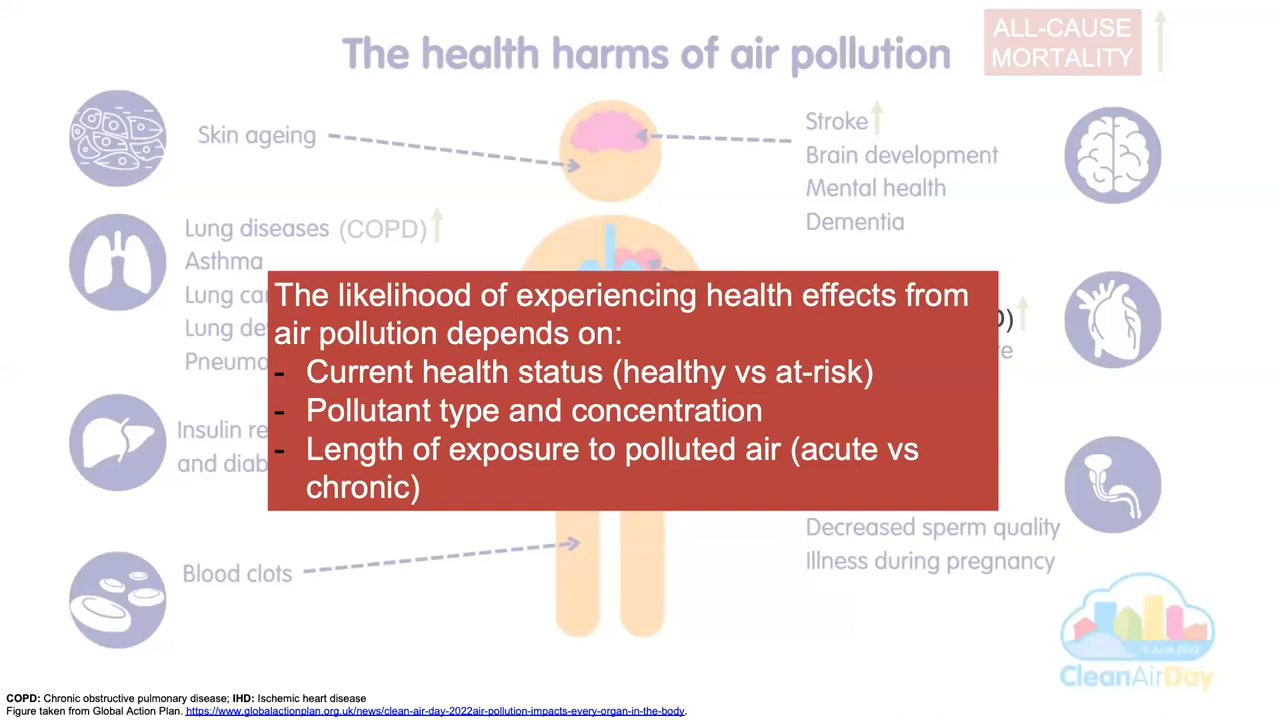 ALL-CAUSE
MORTALITY
The health harms of air pollution
Skin ageing
Stroke
Brain development
Mental health
Dementia
Lung diseases (COPD)
Asthma
Lung
Lung
The likelihood of experiencing health effects from
air pollution depends on:
- Current health status (healthy vs at-risk)
- Pollutant type and concentration
- Length of exposure to polluted air (acute vs
chronic)
Insulin
and
Decreased sperm quality
Illness during pregnancy
Blood clots
16 June 2022
CleanAirDay
COPD: Chronic obstructive pulmonary disease; IHD: Ischemic heart disease
Figure taken from Global Action Plan. https://www.globalactionplan.org.uk/news/clean-air-day-2022air-pollution-impacts-every-organ-in-the-body.